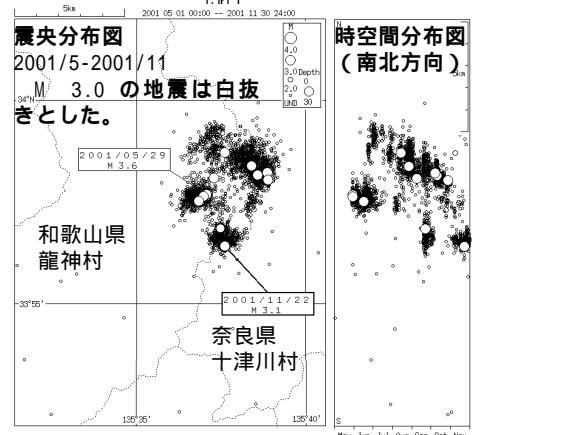 5km
2001 05 01 00:00 -- 2001 11 30 24:00
震央分布図
2001/5-2001/11
M 3.0 の地震は白抜
きとした。
M
4.0
3.0
2.0
UND
Depth
0
30
34°N
2001/05/29
M 3.6
和歌山県
龍神村
33°55'
2001/11/22
M 3.1
奈良県
十津川村
135°35'
135°40'
時空間分布図
(南北方向)
N
5km
S